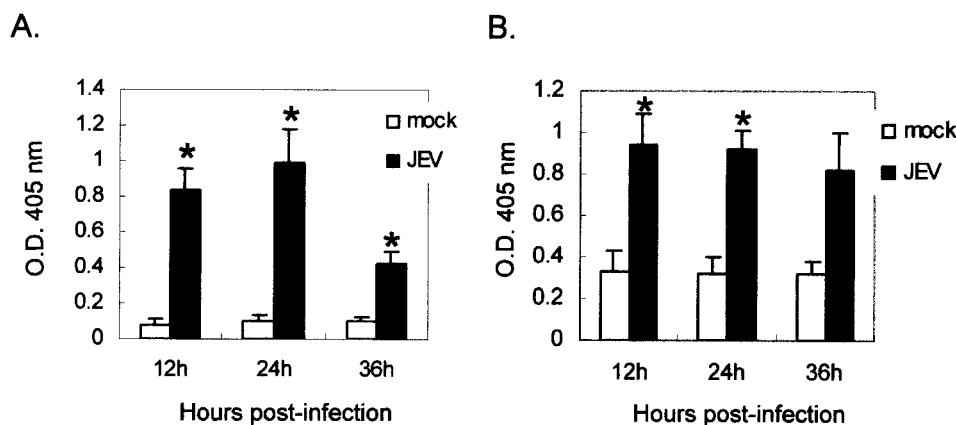 A.
O.D. 405 nm
1.4
1.2
1
0.8
0.6
0.4
0.2
0
*
*
*
mock
JEV
12h
24h
36h
Hours post-infection
B.
O.D. 405 nm
1.2
1
0.8
0.6
0.4
0.2
0
*
*
mock
JEV
12h
24h
36h
Hours post-infection